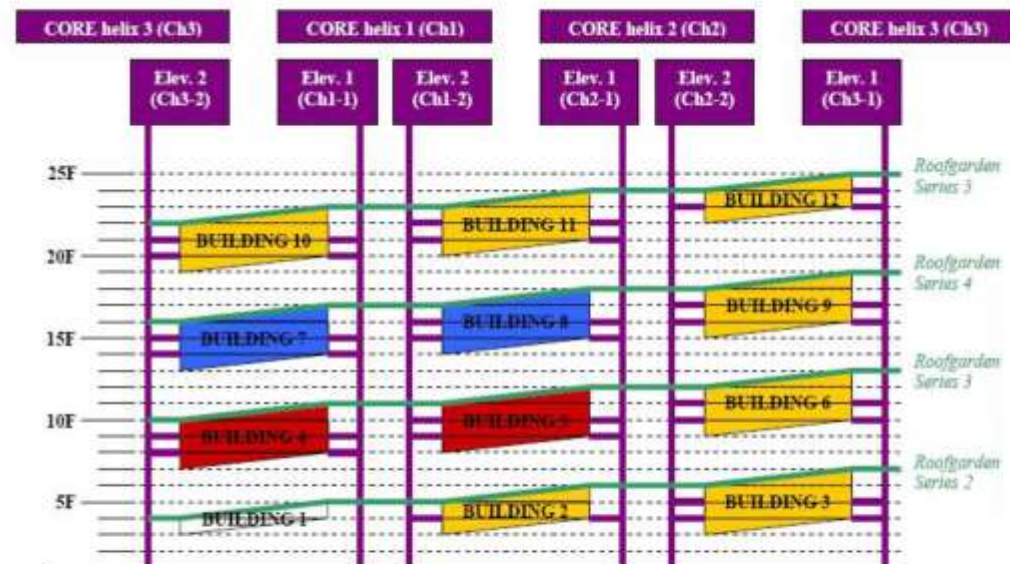 CORE helix 3 (Ch3) CORE helix 1 (Ch1) CORE helix 2 (Ch2) CORE helix 3 (Ch3)
Elev. 2 Elev. 1 Elev. 2 Elev. 1 Elev. 2 Elev. 1
(Ch3-2) (Ch1-1) (Ch1-2) (Ch2-1) (Ch2-2) (Ch3-1)
25F
Roofgarden
Series 5
BUILDING 12
BUILDING 10
BUILDING 11
20F
Roofgarden
Series 4
BUILDING 9
BUILDING 7
BUILDING 8
15F
Roofgarden
Series 3
BUILDING 6
BUILDING 4
BUILDING 5
10F
Roofgarden
Series 2
BUILDING 3
5F
BUILDING 1
BUILDING 2